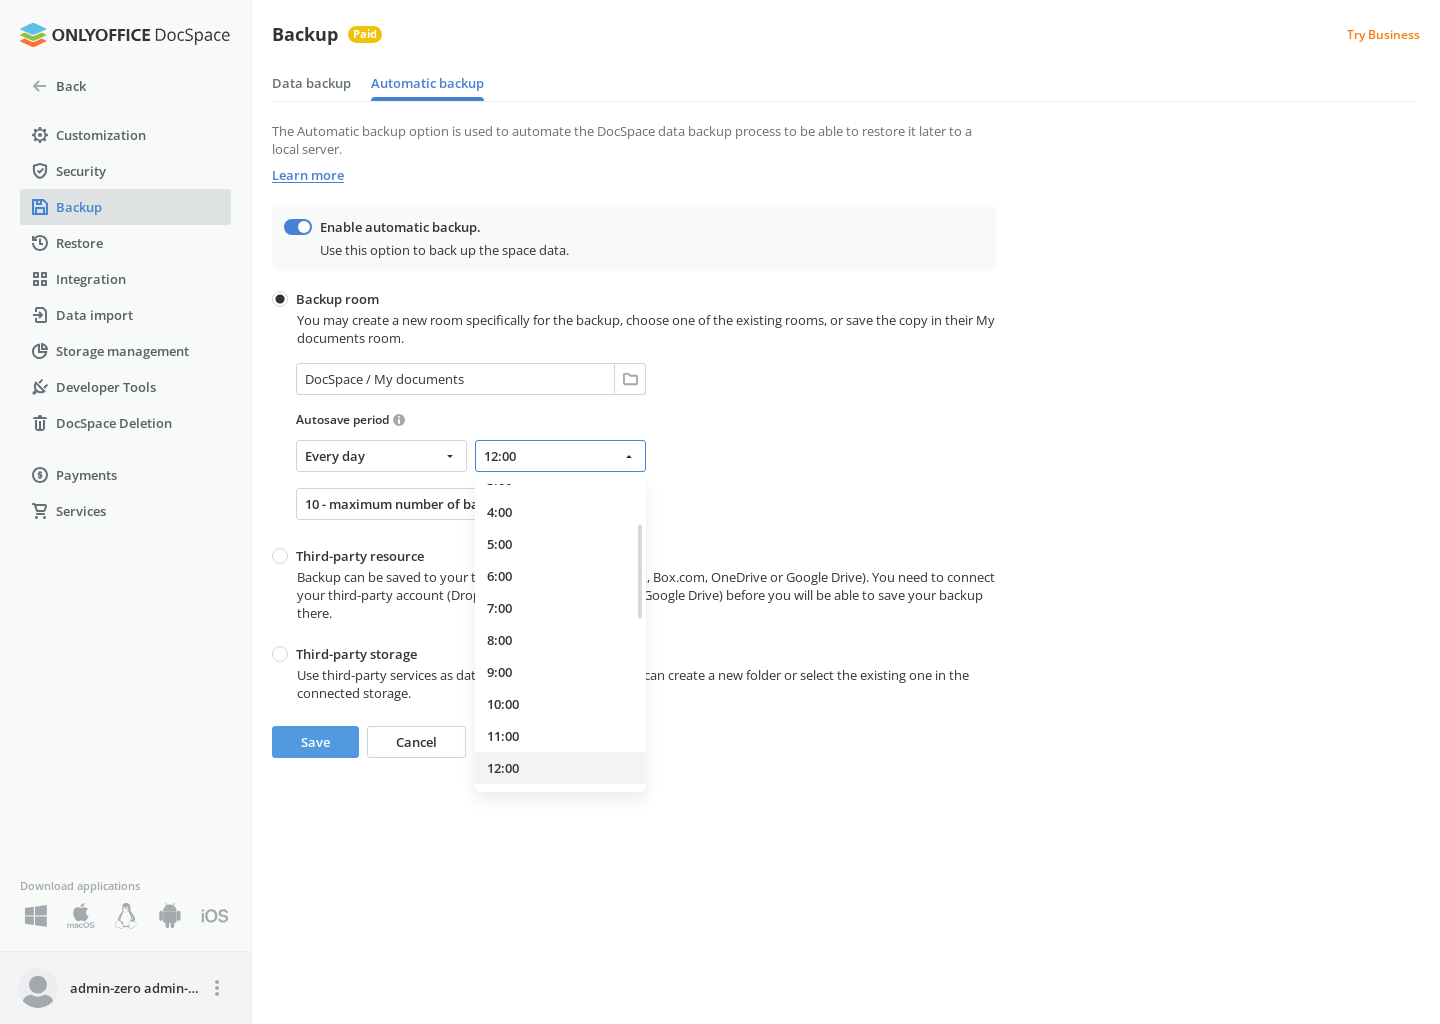 ONLYOFFICE DocSpace
Back
Customization
Security
Backup
Restore
Integration
Data import
Storage management
Developer Tools
DocSpace Deletion
Payments
Services
Download applications
macOS
iOS
admin-zero admin-...
Backup Paid
Try Business
Data backup Automatic backup
The Automatic backup option is used to automate the DocSpace data backup process to be able to restore it later to a
local server.
Learn more
Enable automatic backup.
Use this option to back up the space data.
Backup room
You may create a new room specifically for the backup, choose one of the existing rooms, or save the copy in their My
documents room.
DocSpace / My documents
Autosave period
Every day 12:00
10 - maximum number of
4:00
5:00
6:00
7:00
8:00
9:00
10:00
11:00
12:00
Third-party resource
Backup can be saved to your , Box.com, OneDrive or Google Drive). You need to connect
your third-party account ( Google Drive) before you will be able to save your backup
there.
Third-party storage
Use third-party services as can create a new folder or select the existing one in the
connected storage.
Save Cancel